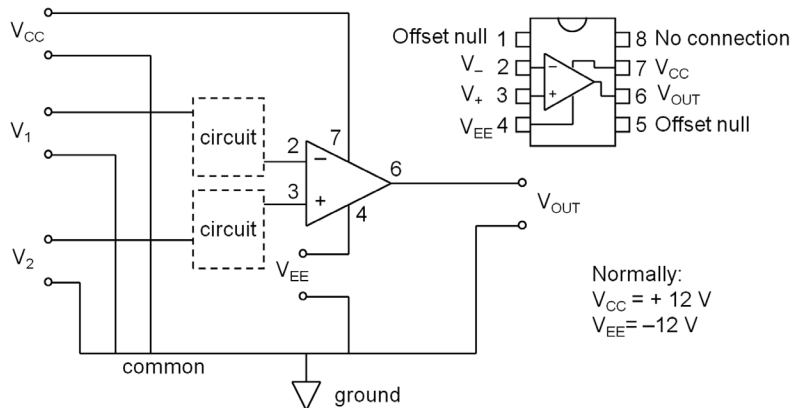 V_CC
V_1
V_2
circuit
circuit
2
3
7
4
6
V_EE
V_OUT
common
ground
Offset null 1
V_– 2
V_+ 3
V_EE 4
8 No connection
7 V_CC
6 V_OUT
5 Offset null
–
+
–
+
Normally:
V_CC = + 12 V
V_EE= –12 V